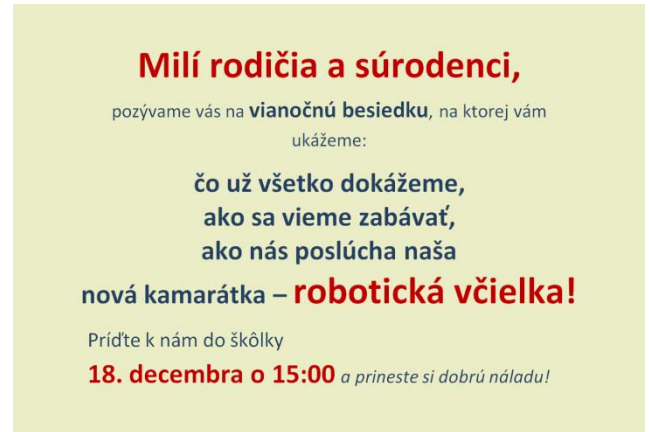 Milí rodičia a súrodenci,
pozývame vás na vianočnú besiedku, na ktorej vám
ukážeme:
čo už všetko dokážeme,
ako sa vieme zabávať,
ako nás poslúcha naša
nová kamarátka – robotická včielka!
Príďte k nám do škôlky
18. decembra o 15:00 a prineste si dobrú náladu!